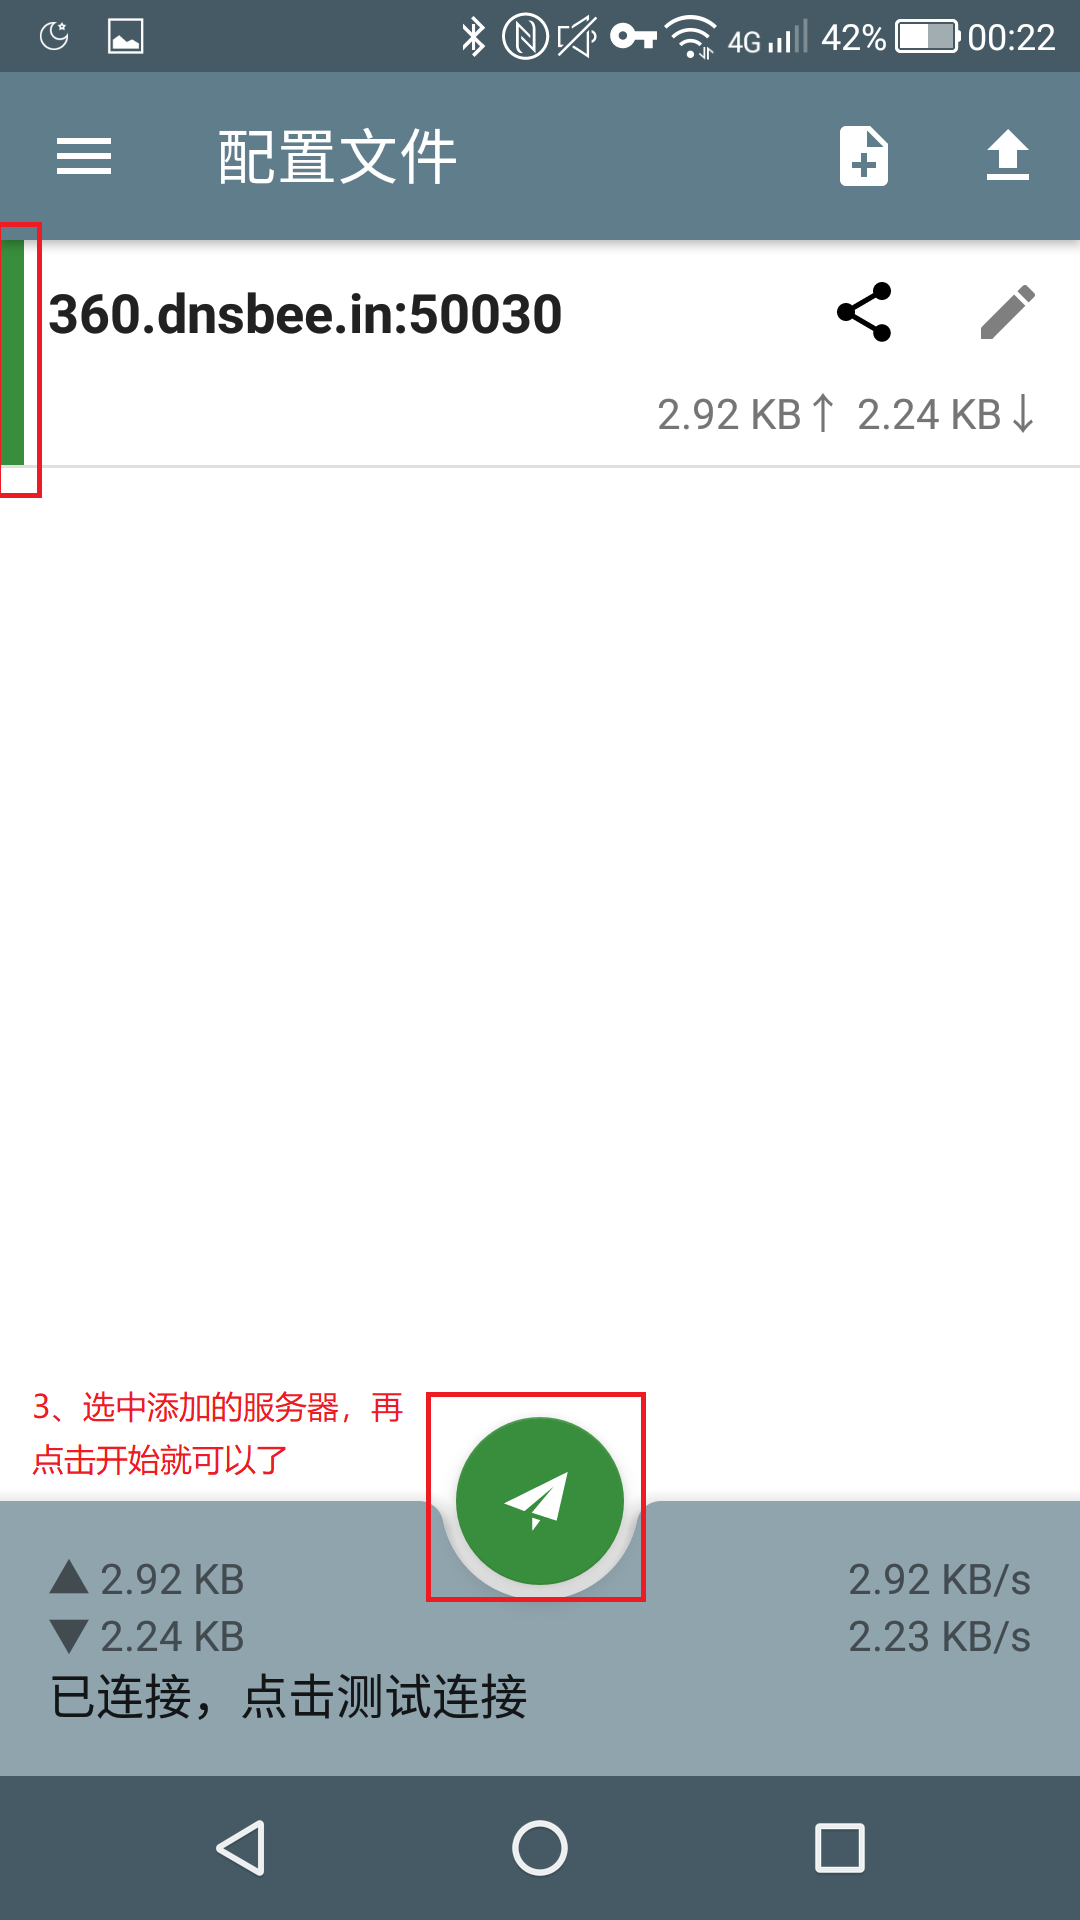 4G 42% 00:22
配置文件
360.dnsbee.in:50030
2.92 KB↑ 2.24 KB↓
3、选中添加的服务器，再
点击开始就可以了
▲ 2.92 KB 2.92 KB/s
▼ 2.24 KB 2.23 KB/s
已连接，点击测试连接